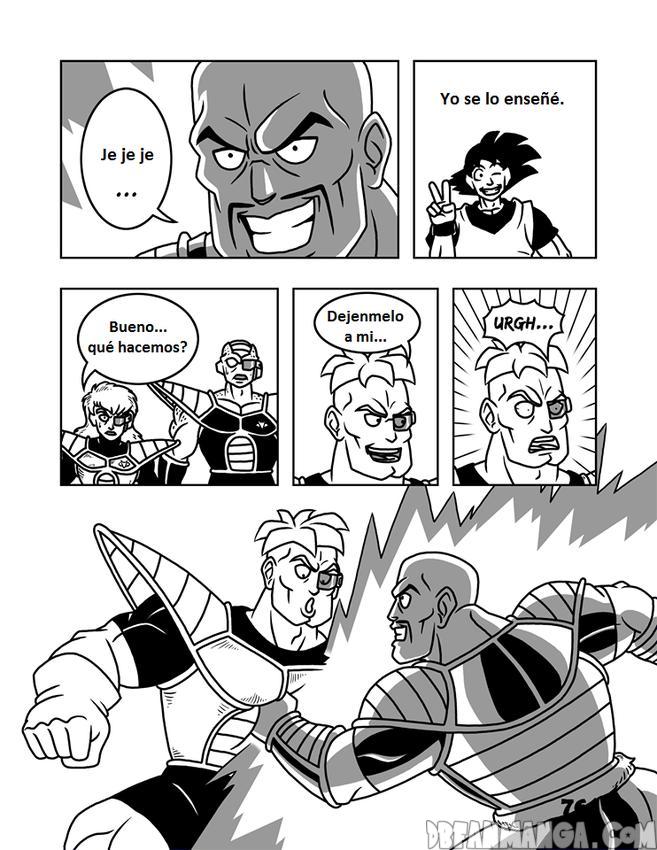 Je je je
...
Yo se lo enseñé.
Bueno...
qué hacemos?
Dejenmelo
a mi...
URGH...
76
DBFANMANGA.COM